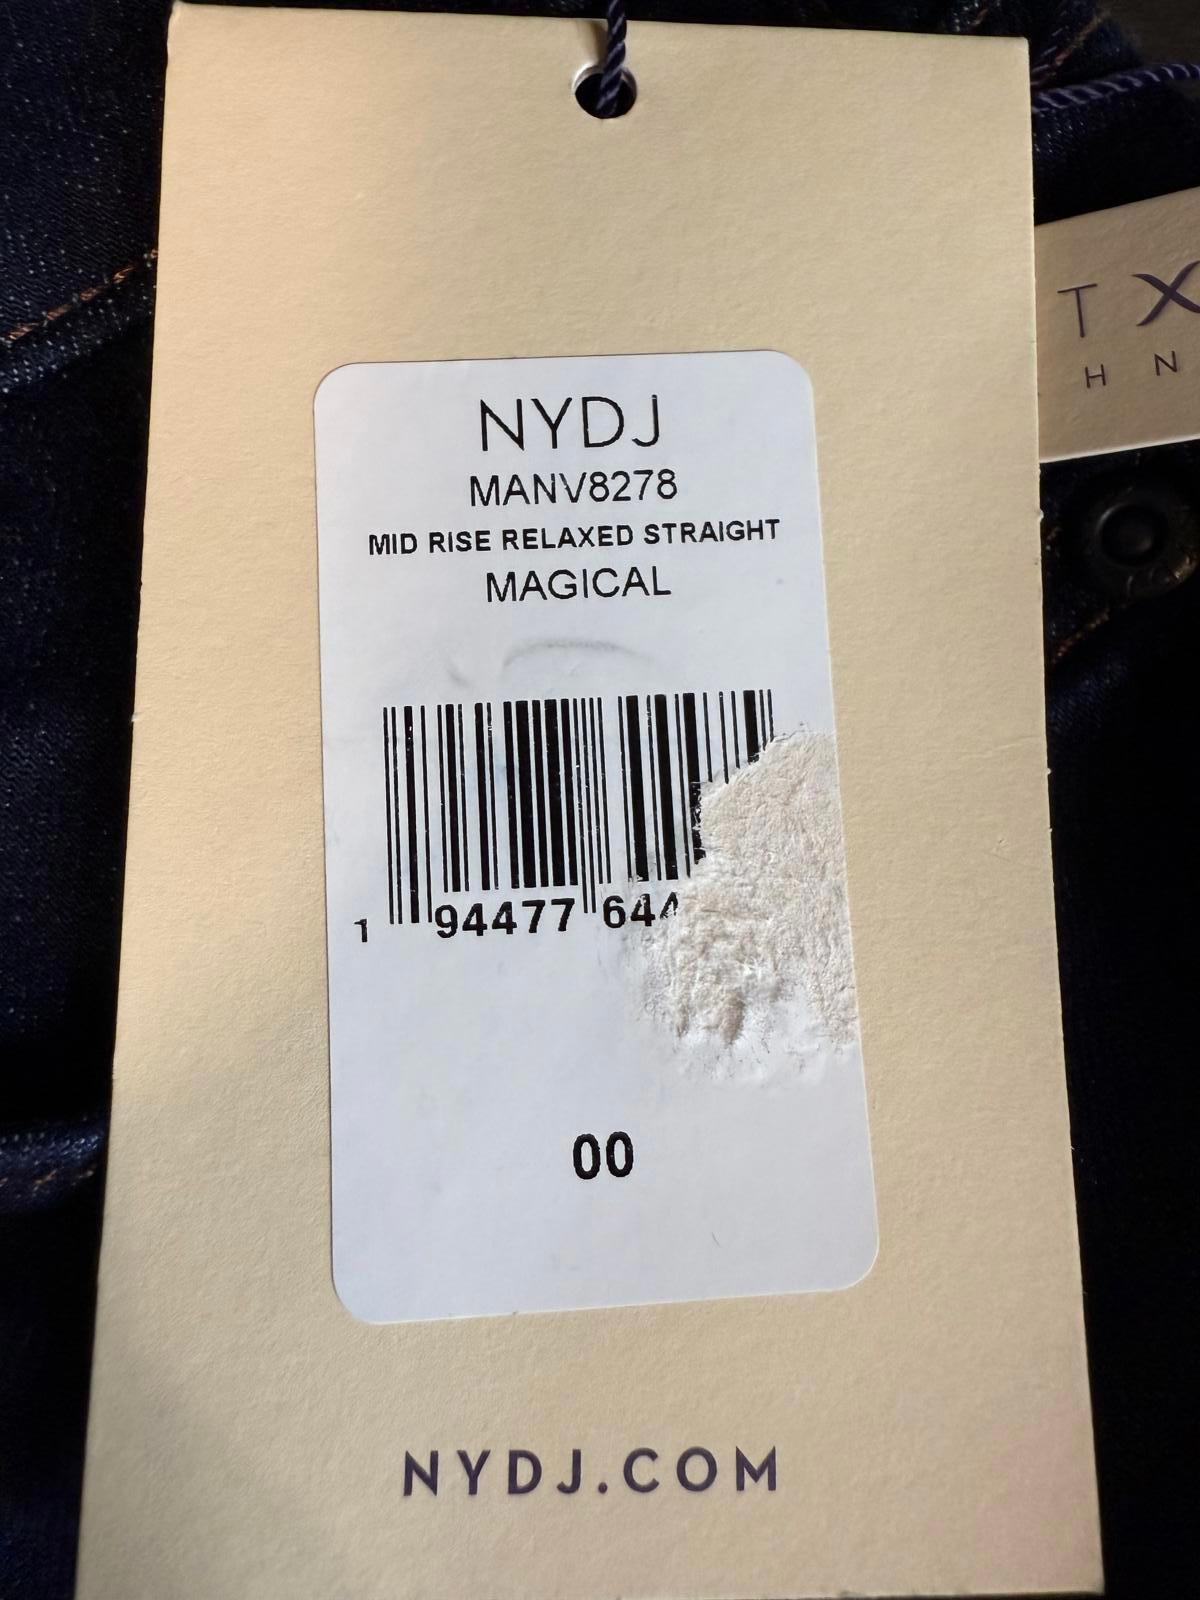 NYDJ
MANV8278
MID RISE RELAXED STRAIGHT
MAGICAL
1 94477 644
00
NYDJ.COM
T X
H N